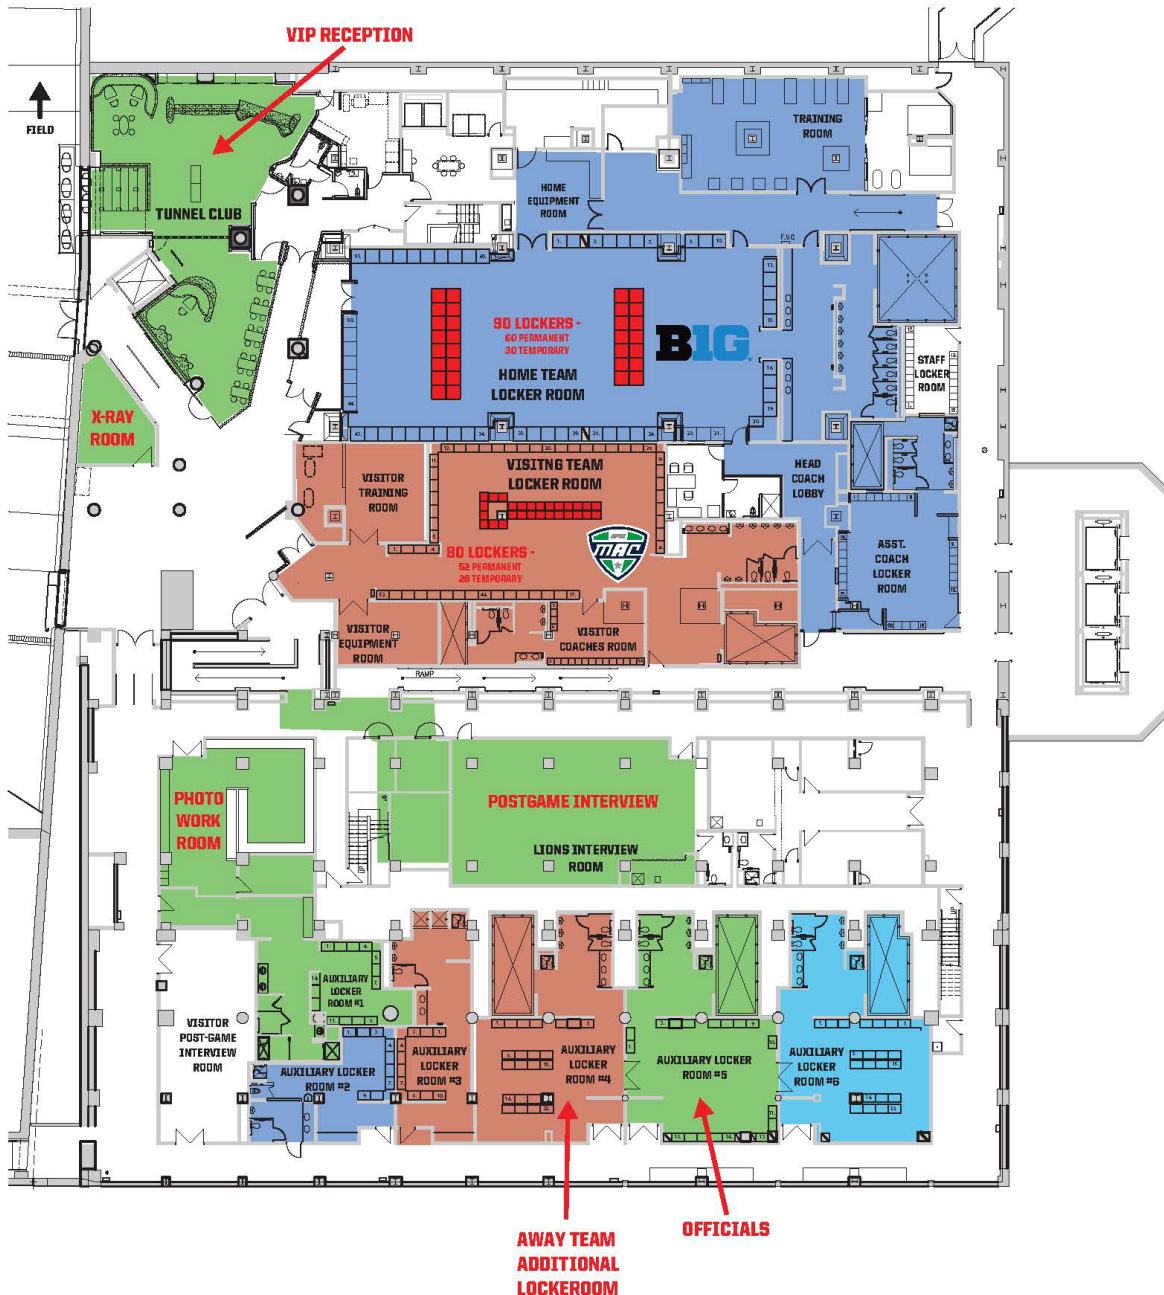 VIP RECEPTION
FIELD
TUNNEL CLUB
TRAINING
ROOM
HOME
EQUIPMENT
ROOM
F.V.C.
90 LOCKERS -
60 PERMANENT
30 TEMPORARY
HOME TEAM
LOCKER ROOM
B1G
STAFF
LOCKER
ROOM
X-RAY
ROOM
VISITOR
TRAINING
ROOM
VISITNG TEAM
LOCKER ROOM
80 LOCKERS -
52 PERMANENT
28 TEMPORARY
MAC
HEAD
COACH
LOBBY
ASST.
COACH
LOCKER
ROOM
VISITOR
EQUIPMENT
ROOM
VISITOR
COACHES ROOM
RAMP
PHOTO
WORK
ROOM
POSTGAME INTERVIEW
LIONS INTERVIEW
ROOM
VISITOR
POST-GAME
INTERVIEW
ROOM
AUXILIARY
LOCKER
ROOM #1
AUXILIARY LOCKER
ROOM #2
AUXILIARY
LOCKER
ROOM #3
AUXILIARY
LOCKER
ROOM #4
AUXILIARY LOCKER
ROOM #5
AUXILIARY
LOCKER
ROOM #6
OFFICIALS
AWAY TEAM
ADDITIONAL
LOCKEROOM